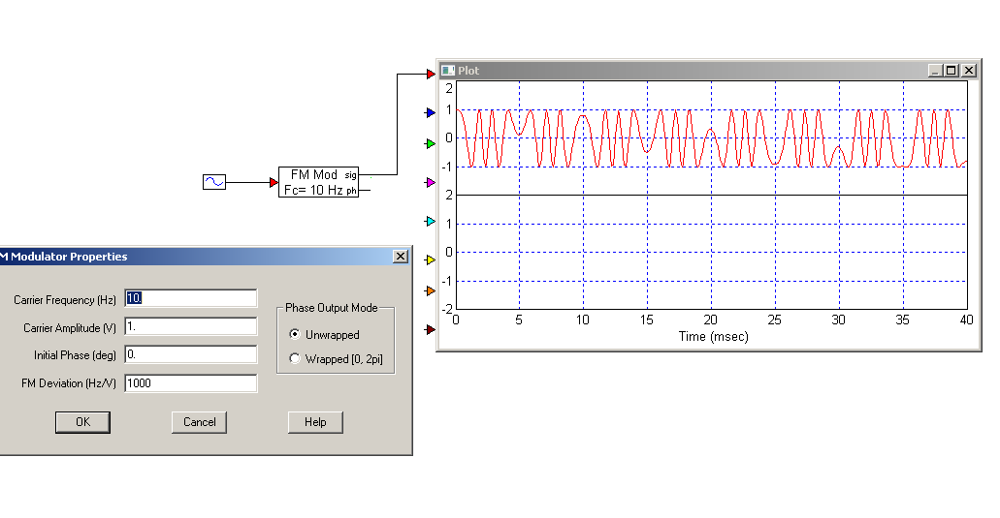 Plot
FM Mod sig
Fc= 10 Hz ph
2
1
0
-1
2
1
0
-1
-2
0 5 10 15 20 25 30 35 40
Time (msec)
M Modulator Properties
Carrier Frequency (Hz) 10.
Carrier Amplitude (V) 1.
Initial Phase (deg) 0.
FM Deviation (Hz/V) 1000
Phase Output Mode
Unwrapped
Wrapped [0, 2pi]
OK Cancel Help